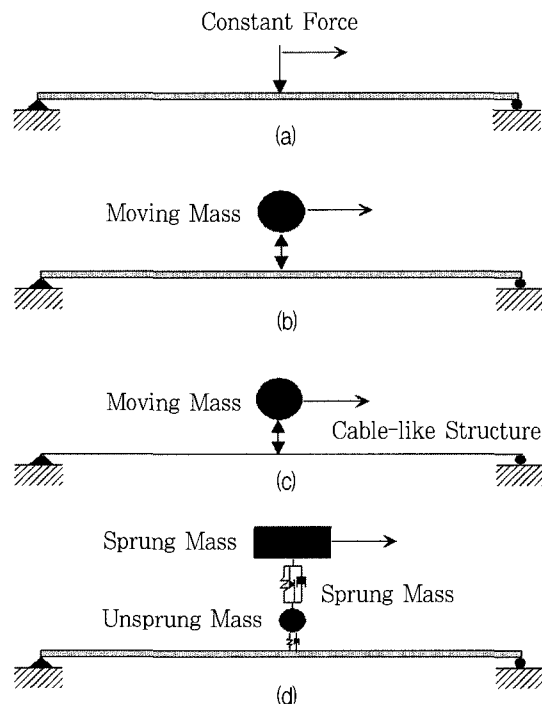 Constant Force
(a)
Moving Mass
(b)
Moving Mass
Cable-like Structure
(c)
Sprung Mass
Sprung Mass
Unsprung Mass
(d)